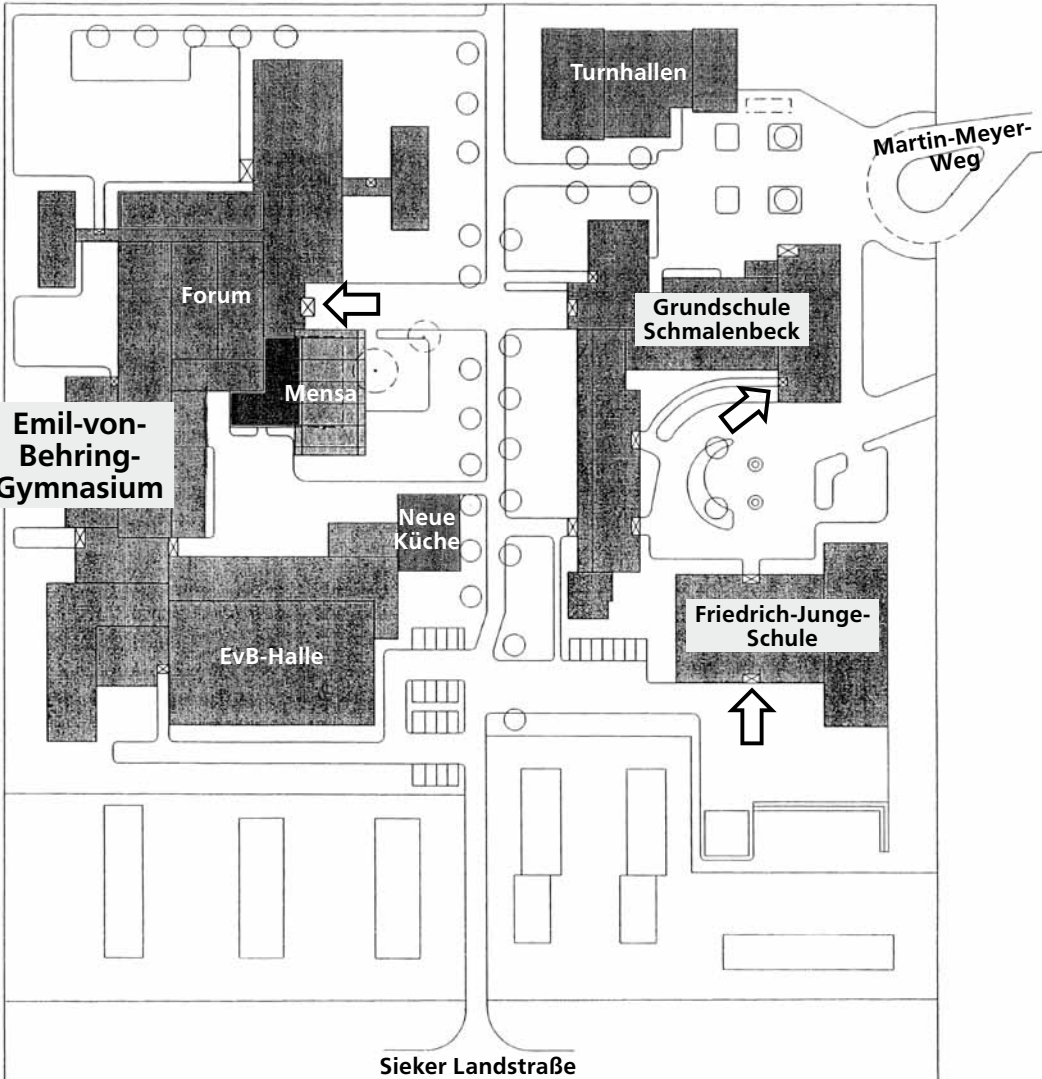 Turnhallen
Martin-Meyer-
Weg
Forum
Grundschule
Schmalenbeck
Mensa
Emil-von-
Behring-
Gymnasium
Neue
Küche
Friedrich-Junge-
Schule
EvB-Halle
Sieker Landstraße